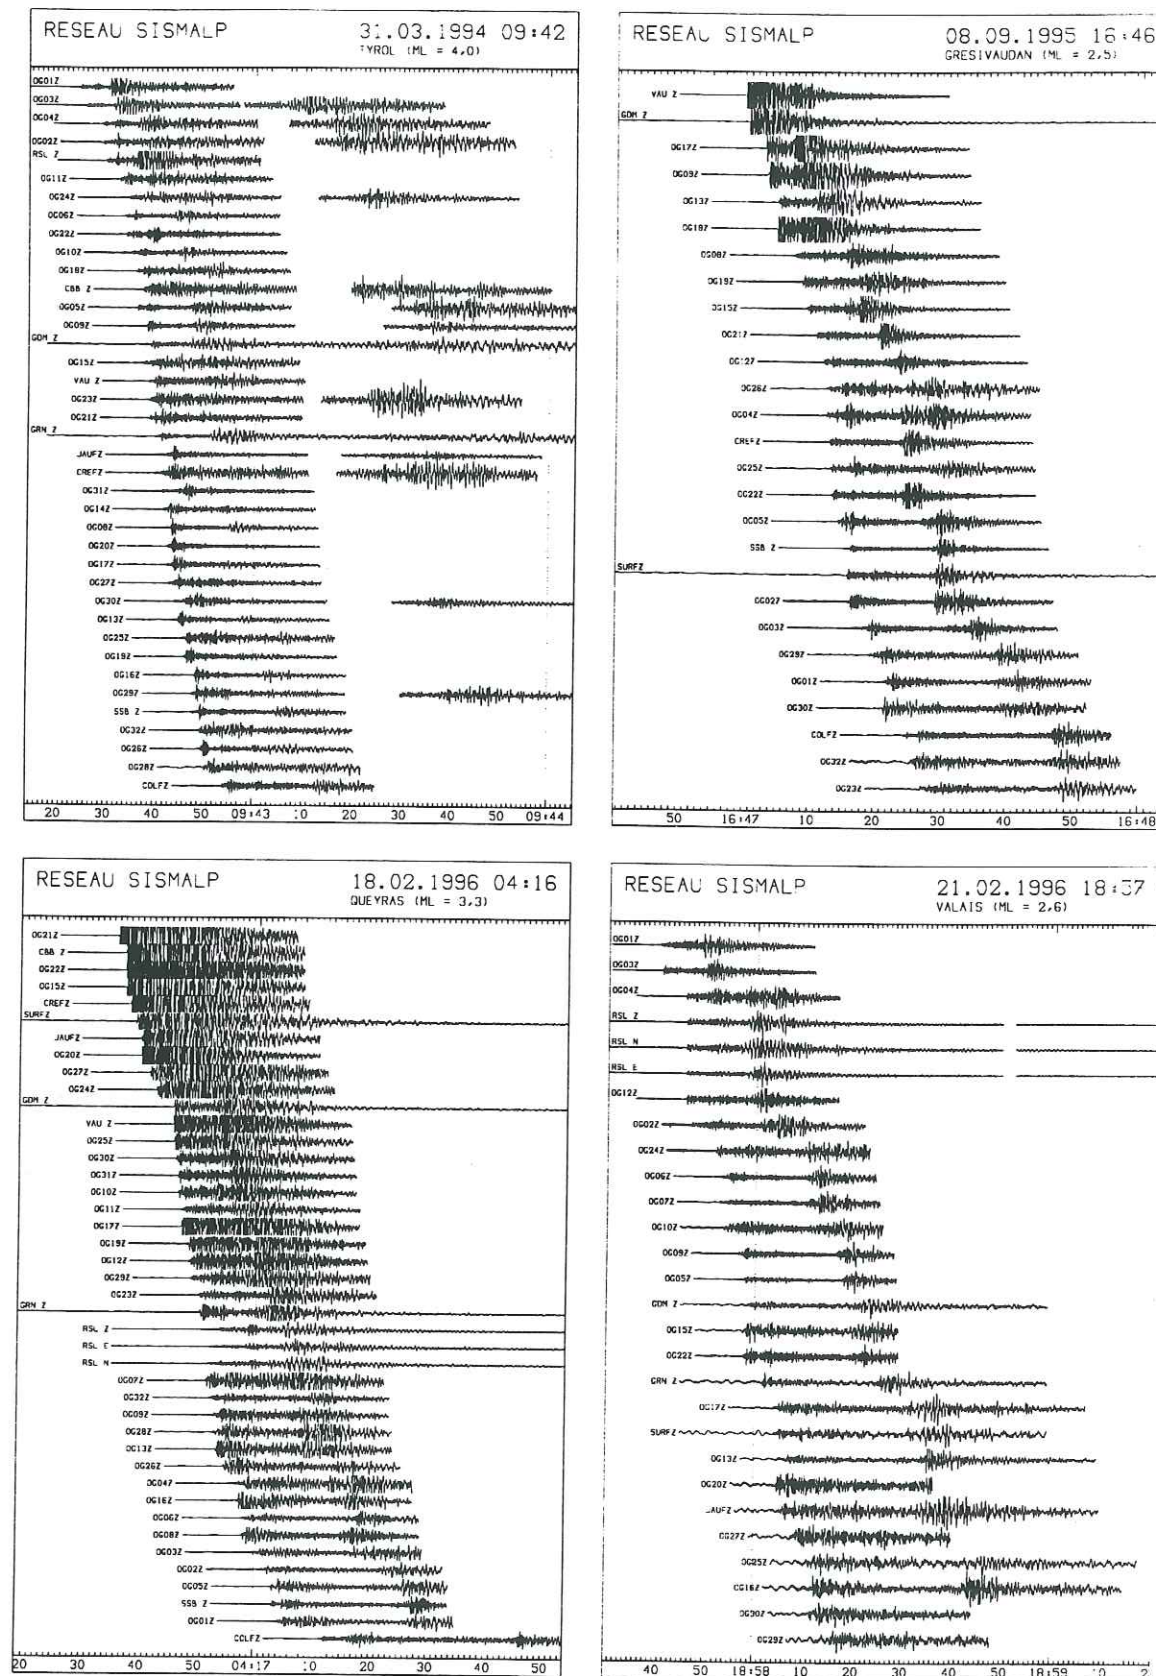 RESEAU SISMALP 31.03.1994 09:42
TYROL (ML = 4,0)
OG01Z
OG03Z
OG04Z
OG02Z
RSL Z
OG11Z
OG24Z
OG06Z
OG22Z
OG10Z
OG18Z
CBB Z
OG05Z
OG09Z
GDM Z
OG15Z
VAU Z
OG23Z
OG21Z
GRN Z
JAUFZ
CREFZ
OG31Z
OG14Z
OG08Z
OG20Z
OG17Z
OG27Z
OG30Z
OG13Z
OG25Z
OG19Z
OG16Z
OG29Z
SSB Z
OG32Z
OG26Z
OG28Z
COLFZ
20 30 40 50 09:43 10 20 30 40 50 09:44
RESEAU SISMALP 08.09.1995 16:46
GRESIVAUDAN (ML = 2,5)
VAU Z
GDM Z
OG17Z
OG09Z
OG13Z
OG18Z
OG08Z
OG19Z
OG15Z
OG21Z
OG12Z
OG26Z
OG04Z
CREFZ
OG25Z
OG22Z
OG05Z
SSB Z
SURFZ
OG02Z
OG03Z
OG29Z
OG01Z
OG30Z
COLFZ
OG32Z
OG23Z
16:47 10 20 30 40 50 16:48
RESEAU SISMALP 18.02.1996 04:16
QUEYRAS (ML = 3,3)
OG21Z
CBB Z
OG22Z
OG15Z
CREFZ
SURFZ
JAUFZ
OG20Z
OG27Z
OG24Z
GDM Z
VAU Z
OG25Z
OG30Z
OG31Z
OG10Z
OG11Z
OG17Z
OG19Z
OG12Z
OG29Z
OG23Z
GRN Z
RSL Z
RSL E
RSL N
OG07Z
OG32Z
OG09Z
OG28Z
OG13Z
OG26Z
OG04Z
OG16Z
OG06Z
OG08Z
OG03Z
OG02Z
OG05Z
SSB Z
OG01Z
COLFZ
20 30 40 50 04:17 10 20 30 40 50
RESEAU SISMALP 21.02.1996 18:57
VALAIS (ML = 2,6)
OG01Z
OG03Z
OG04Z
RSL Z
RSL N
RSL E
OG12Z
OG02Z
OG24Z
OG06Z
OG07Z
OG10Z
OG09Z
OG05Z
GDM Z
OG15Z
OG22Z
GRN Z
OG17Z
SURFZ
OG13Z
OG20Z
JAUFZ
OG27Z
OG25Z
OG16Z
OG30Z
OG29Z
40 50 18:58 10 20 30 40 50 18:59 10 2